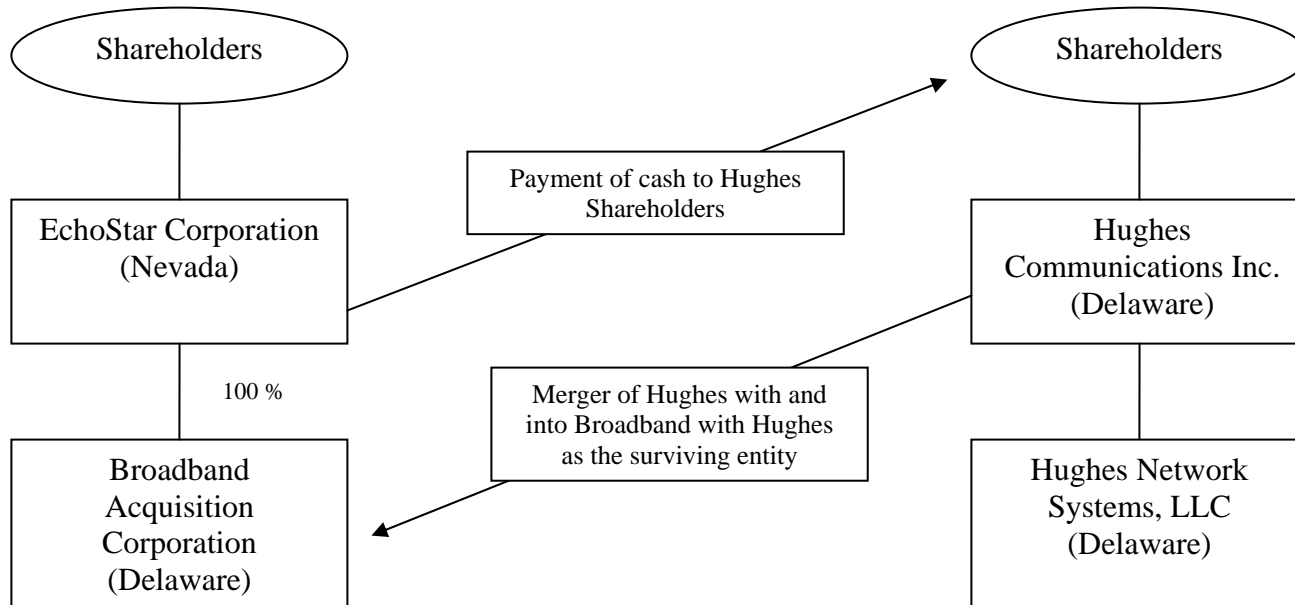 Shareholders
Shareholders
Payment of cash to Hughes
Shareholders
EchoStar Corporation
(Nevada)
Hughes
Communications Inc.
(Delaware)
100 %
Merger of Hughes with and
into Broadband with Hughes
as the surviving entity
Broadband
Acquisition
Corporation
(Delaware)
Hughes Network
Systems, LLC
(Delaware)